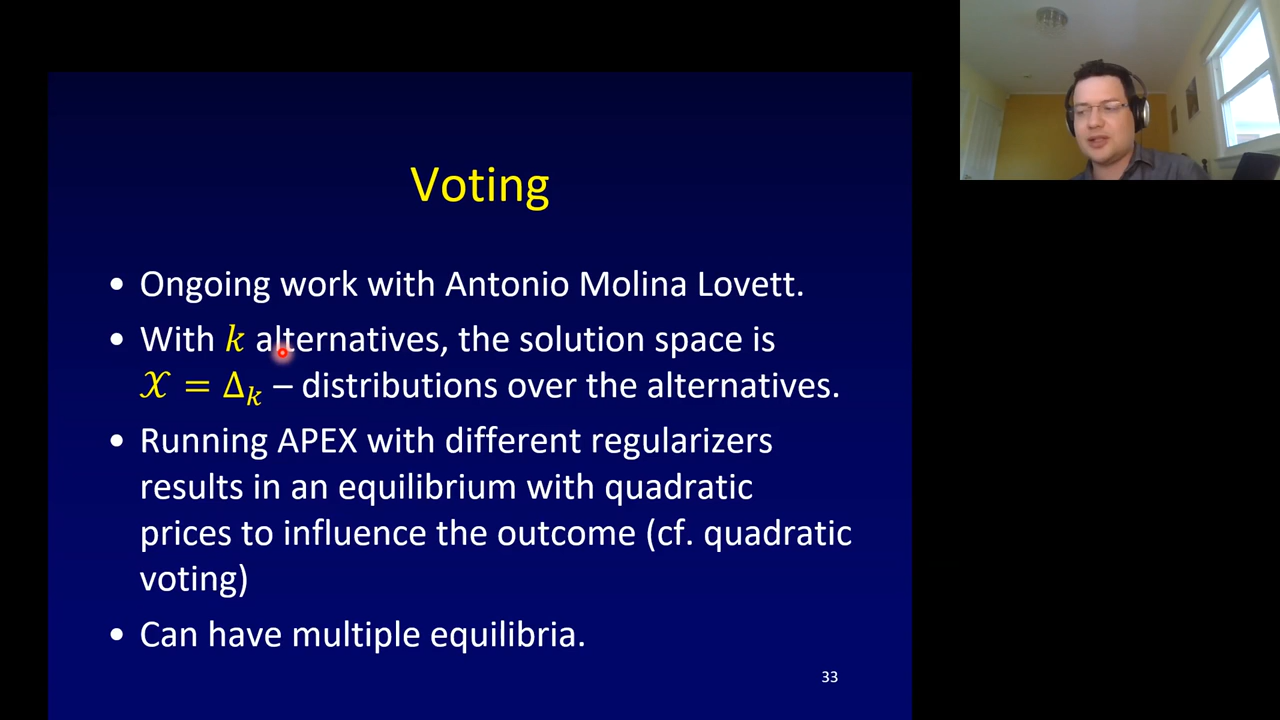 Voting
• Ongoing work with Antonio Molina Lovett.
• With k alternatives, the solution space is
𝒳 = Δₖ – distributions over the alternatives.
• Running APEX with different regularizers
results in an equilibrium with quadratic
prices to influence the outcome (cf. quadratic
voting)
• Can have multiple equilibria.
33